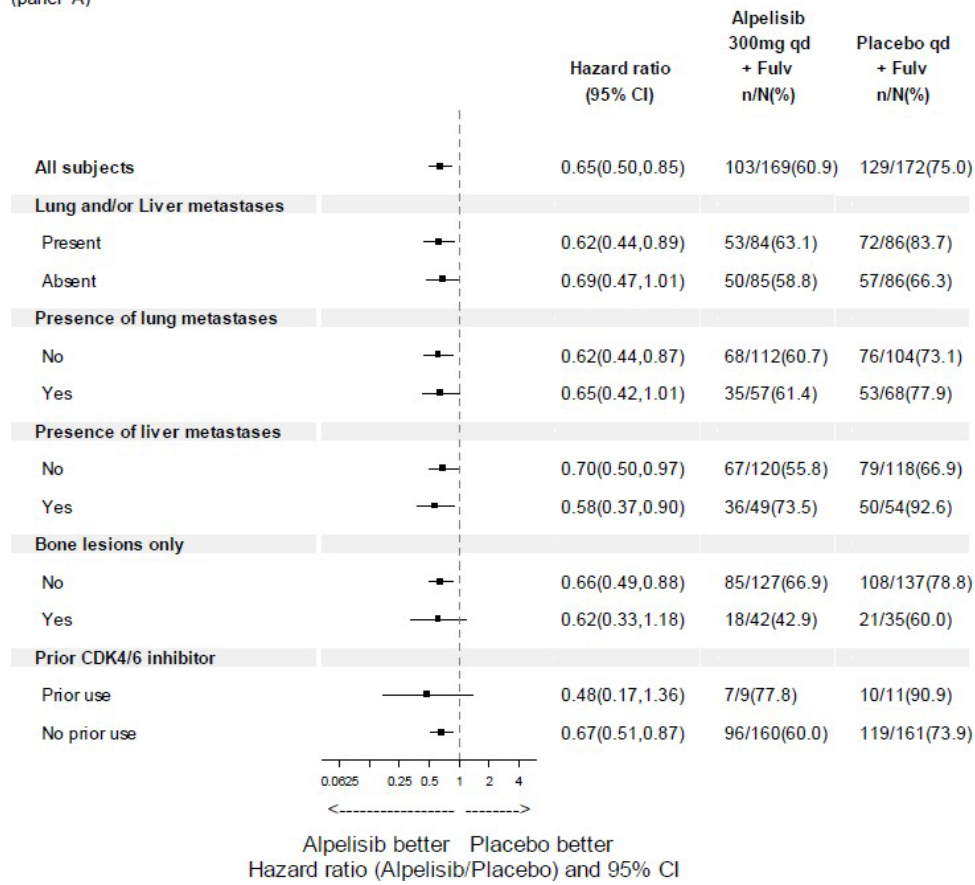 (panel A)
Hazard ratio (95% CI) Alpelisib 300mg qd + Fulv n/N(%) Placebo qd + Fulv n/N(%)
All subjects 0.65(0.50,0.85) 103/169(60.9) 129/172(75.0)
Lung and/or Liver metastases
Present 0.62(0.44,0.89) 53/84(63.1) 72/86(83.7)
Absent 0.69(0.47,1.01) 50/85(58.8) 57/86(66.3)
Presence of lung metastases
No 0.62(0.44,0.87) 68/112(60.7) 76/104(73.1)
Yes 0.65(0.42,1.01) 35/57(61.4) 53/68(77.9)
Presence of liver metastases
No 0.70(0.50,0.97) 67/120(55.8) 79/118(66.9)
Yes 0.58(0.37,0.90) 36/49(73.5) 50/54(92.6)
Bone lesions only
No 0.66(0.49,0.88) 85/127(66.9) 108/137(78.8)
Yes 0.62(0.33,1.18) 18/42(42.9) 21/35(60.0)
Prior CDK4/6 inhibitor
Prior use 0.48(0.17,1.36) 7/9(77.8) 10/11(90.9)
No prior use 0.67(0.51,0.87) 96/160(60.0) 119/161(73.9)
0.0625 0.25 0.5 1 2 4
<-------------------- -------->
Alpelisib better Placebo better
Hazard ratio (Alpelisib/Placebo) and 95% CI